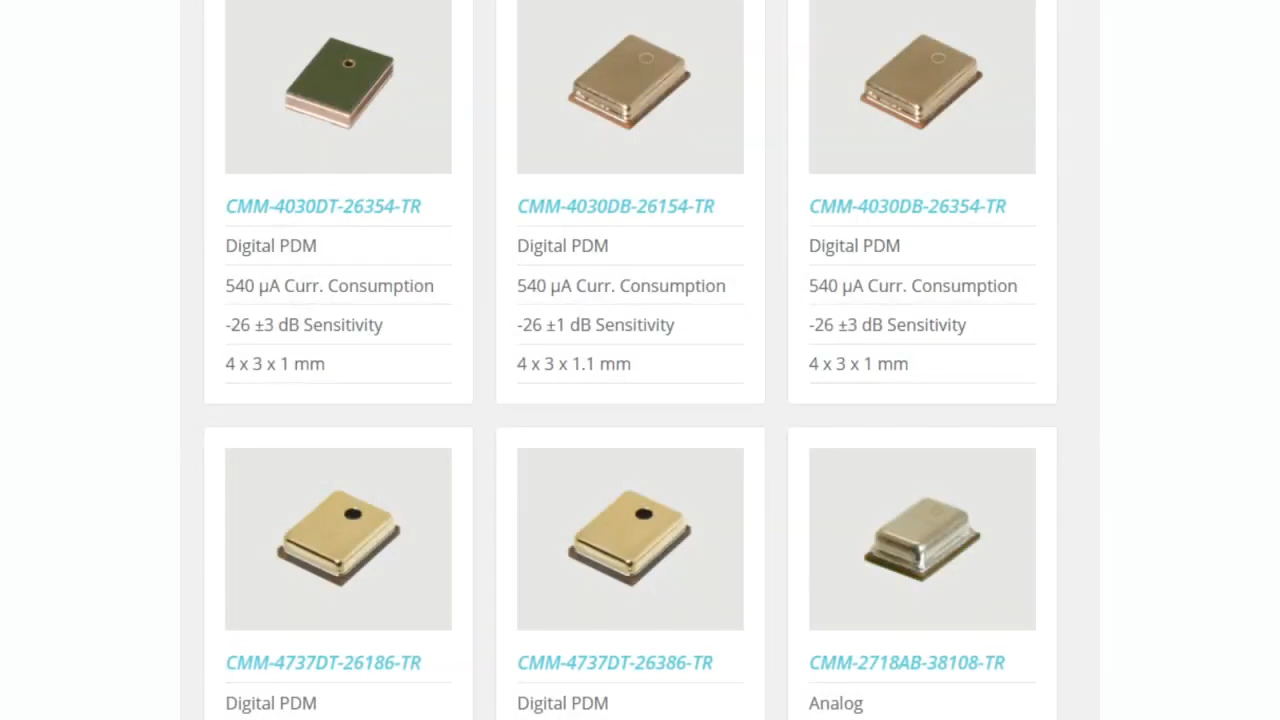 CMM-4030DT-26354-TR
Digital PDM
540 µA Curr. Consumption
-26 ±3 dB Sensitivity
4 x 3 x 1 mm
CMM-4030DB-26154-TR
Digital PDM
540 µA Curr. Consumption
-26 ±1 dB Sensitivity
4 x 3 x 1.1 mm
CMM-4030DB-26354-TR
Digital PDM
540 µA Curr. Consumption
-26 ±3 dB Sensitivity
4 x 3 x 1 mm
CMM-4737DT-26186-TR
Digital PDM
CMM-4737DT-26386-TR
Digital PDM
CMM-2718AB-38108-TR
Analog